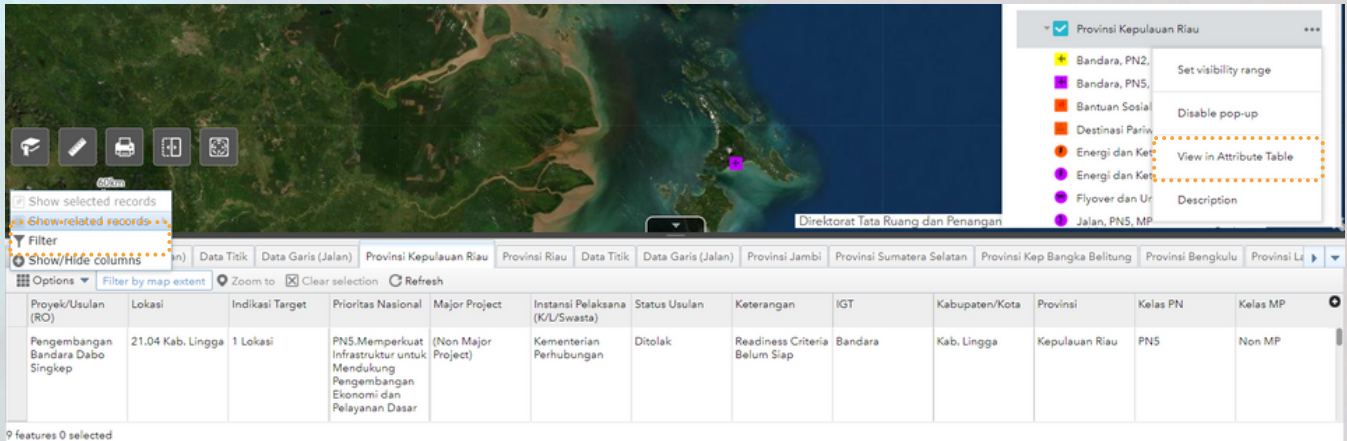 Provinsi Kepulauan Riau
Bandara, PN2,
Bandara, PN5,
Bantuan Sosial
Destinasi Pariw
Energi dan Ket
Energi dan Ket
Flyover dan Ur
Jalan, PN5, MP
Set visibility range
Disable pop-up
View in Attribute Table
Description
60km
Show selected records
Show related records
Filter
Show/Hide columns
Direktorat Tata Ruang dan Penangan
an) Data Titik Data Garis (Jalan) Provinsi Kepulauan Riau Provinsi Riau Data Titik Data Garis (Jalan) Provinsi Jambi Provinsi Sumatera Selatan Provinsi Kep Bangka Belitung Provinsi Bengkulu Provinsi La
Options Filter by map extent Zoom to Clear selection Refresh
Proyek/Usulan (RO)
Lokasi
Indikasi Target
Prioritas Nasional
Major Project
Instansi Pelaksana (K/L/Swasta)
Status Usulan
Keterangan
IGT
Kabupaten/Kota
Provinsi
Kelas PN
Kelas MP
Pengembangan
Bandara Dabo
Singkep
21.04 Kab. Lingga
1 Lokasi
PN5.Memperkuat
Infrastruktur untuk
Mendukung
Pengembangan
Ekonomi dan
Pelayanan Dasar
(Non Major
Project)
Kementerian
Perhubungan
Ditolak
Readiness Criteria
Belum Siap
Bandara
Kab. Lingga
Kepulauan Riau
PN5
Non MP
9 features 0 selected